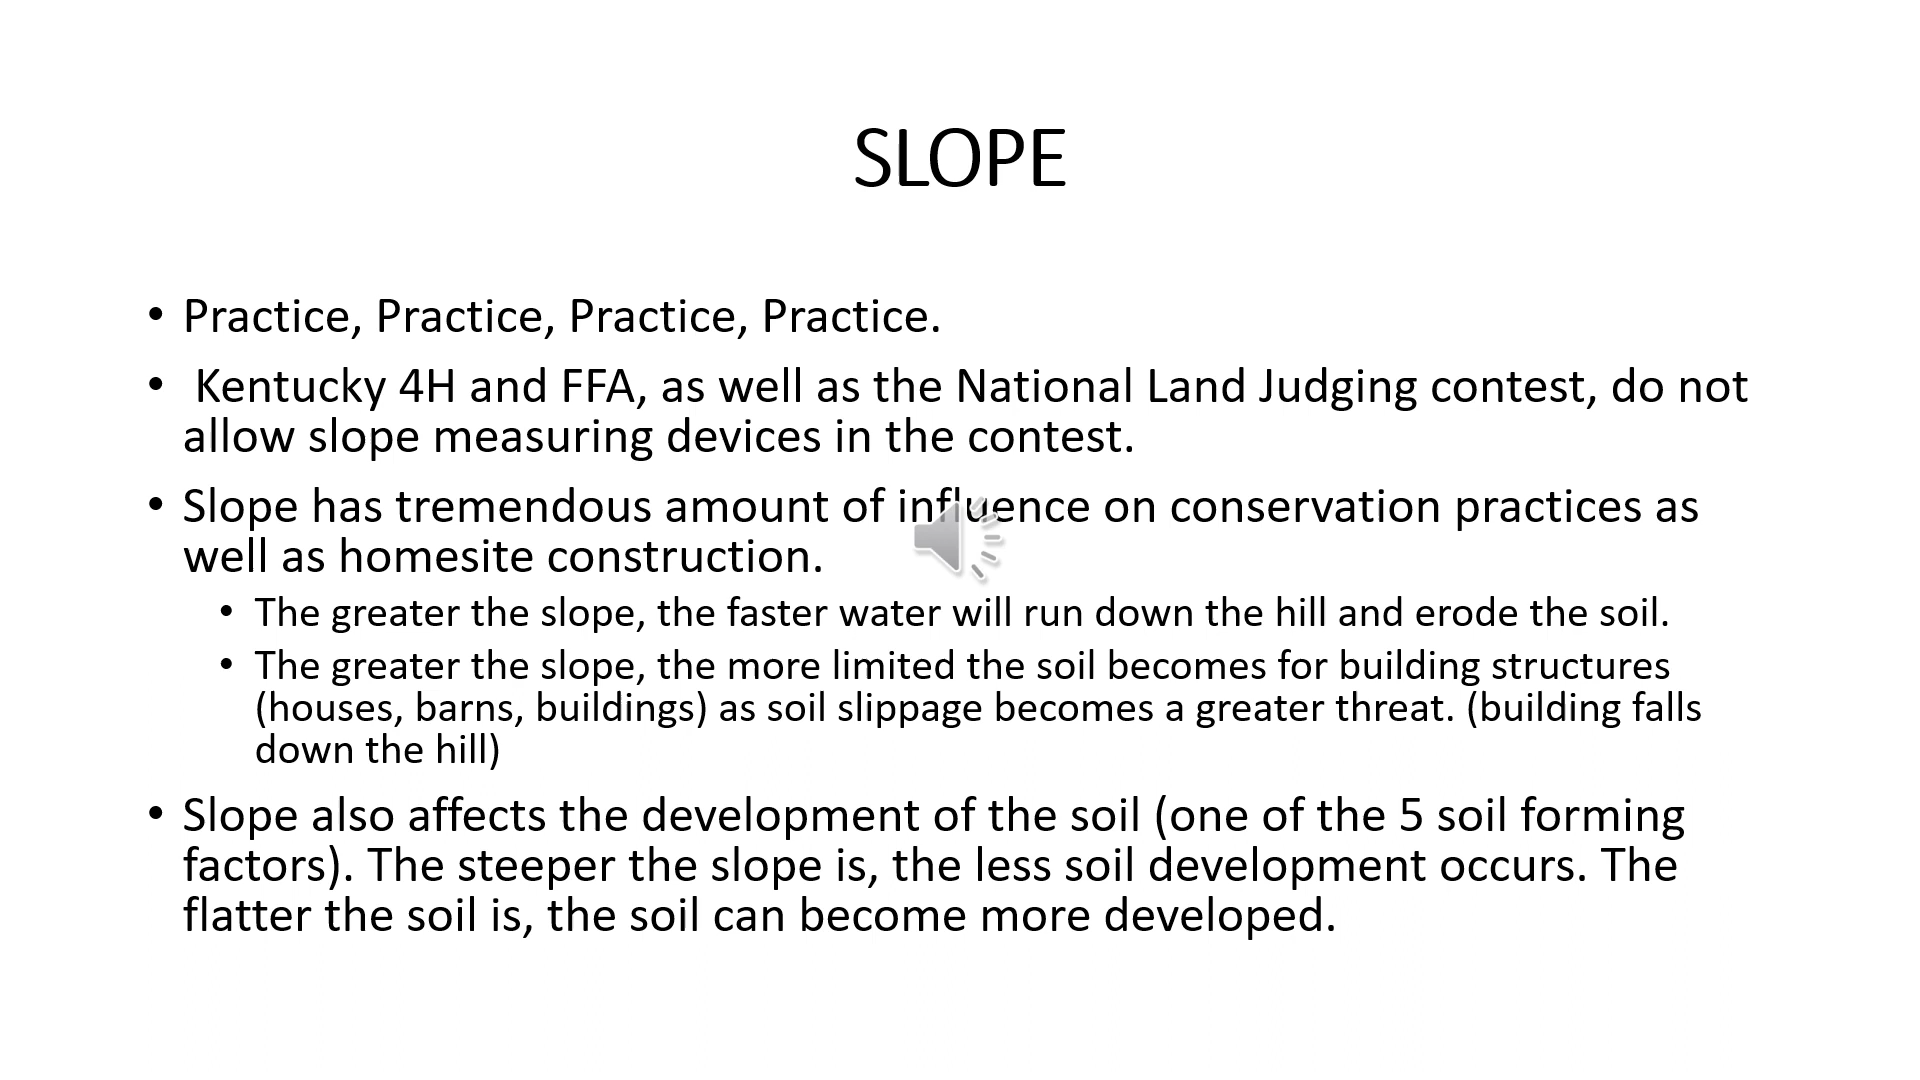 SLOPE
• Practice, Practice, Practice, Practice.
• Kentucky 4H and FFA, as well as the National Land Judging contest, do not
allow slope measuring devices in the contest.
• Slope has tremendous amount of influence on conservation practices as
well as homesite construction.
• The greater the slope, the faster water will run down the hill and erode the soil.
• The greater the slope, the more limited the soil becomes for building structures
(houses, barns, buildings) as soil slippage becomes a greater threat. (building falls
down the hill)
• Slope also affects the development of the soil (one of the 5 soil forming
factors). The steeper the slope is, the less soil development occurs. The
flatter the soil is, the soil can become more developed.